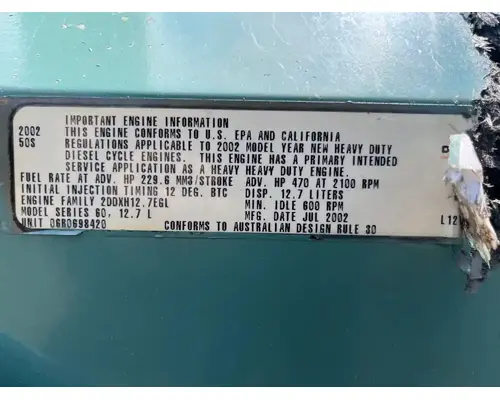 IMPORTANT ENGINE INFORMATION
2002 THIS ENGINE CONFORMS TO U.S. EPA AND CALIFORNIA
50S REGULATIONS APPLICABLE TO 2002 MODEL YEAR NEW HEAVY DUTY
DIESEL CYCLE ENGINES. THIS ENGINE HAS A PRIMARY INTENDED
SERVICE APPLICATION AS A HEAVY HEAVY DUTY ENGINE.
FUEL RATE AT ADV. HP 229.6 MM3/STROKE ADV. HP 470 AT 2100 RPM
INITIAL INJECTION TIMING 12 DEG. BTC DISP. 12.7 LITERS
ENGINE FAMILY 2DDXH12.7EGL MIN. IDLE 600 RPM
MODEL SERIES 60, 12.7 L MFG. DATE JUL 2002
UNIT 06R0698420 CONFORMS TO AUSTRALIAN DESIGN RULE 30 L12